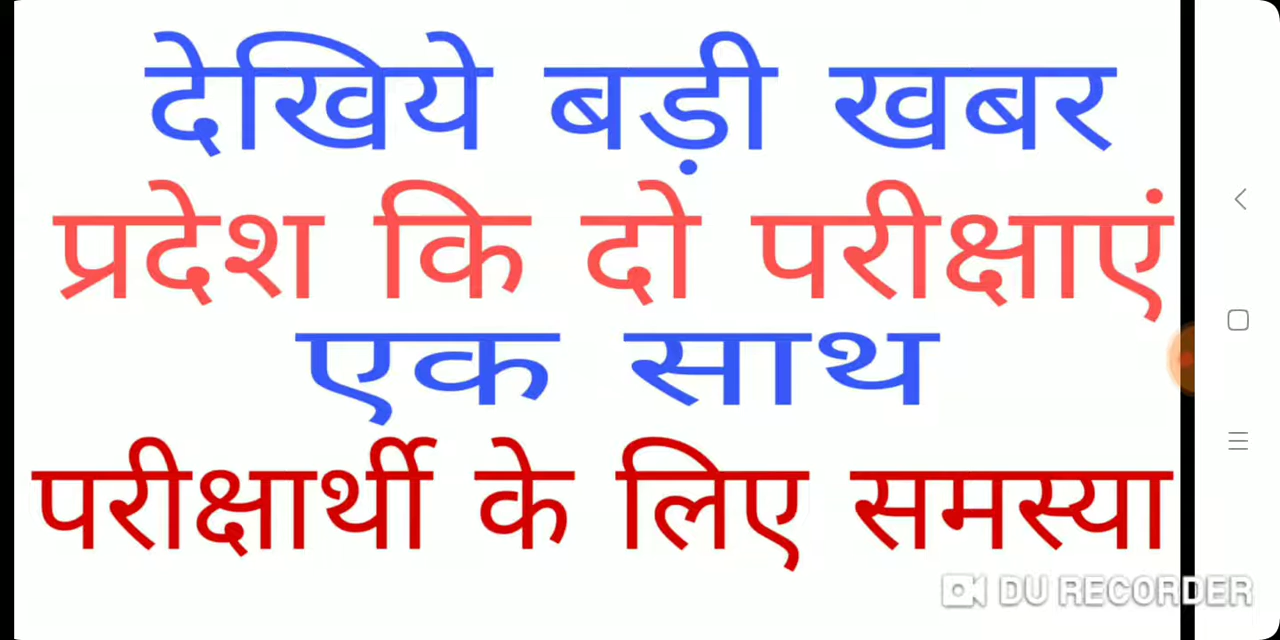 देखिये बड़ी खबर
प्रदेश कि दो परीक्षाएं
एक साथ
परीक्षार्थी के लिए समस्या
DU RECORDER